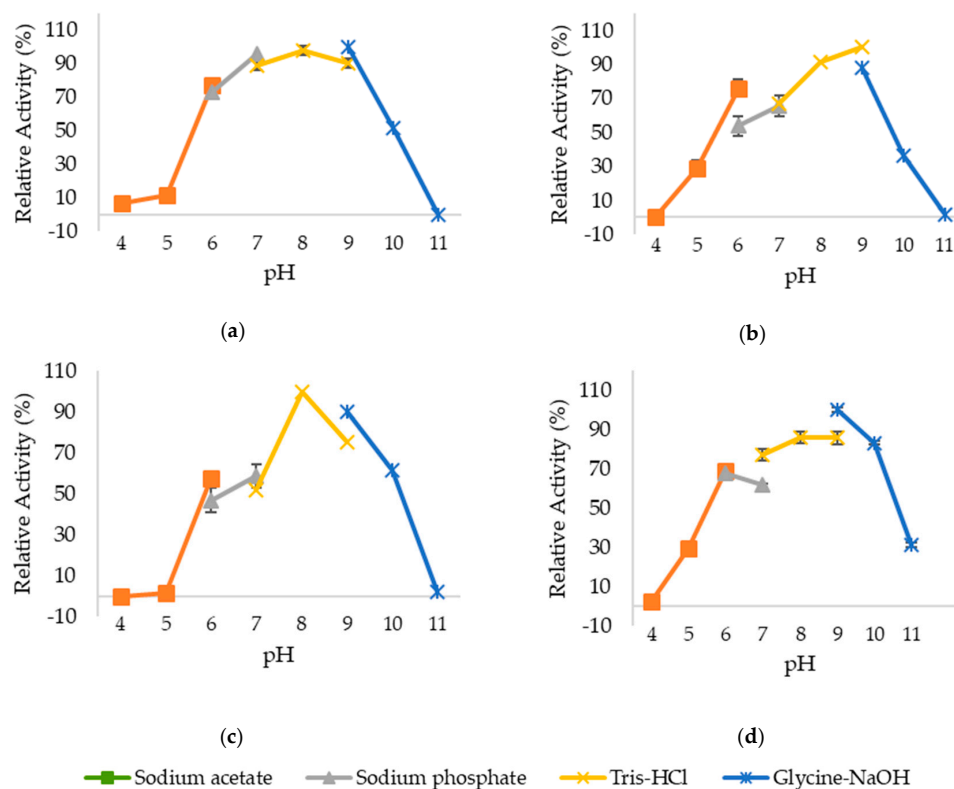 Relative Activity (%)
110
90
70
50
30
10
-10
4 5 6 7 8 9 10 11
pH
(a)
Relative Activity (%)
110
90
70
50
30
10
-10
4 5 6 7 8 9 10 11
pH
(b)
Relative Activity (%)
110
90
70
50
30
10
-10
4 5 6 7 8 9 10 11
pH
(c)
Relative Activity (%)
110
90
70
50
30
10
-10
4 5 6 7 8 9 10 11
pH
(d)
Sodium acetate Sodium phosphate Tris-HCl Glycine-NaOH